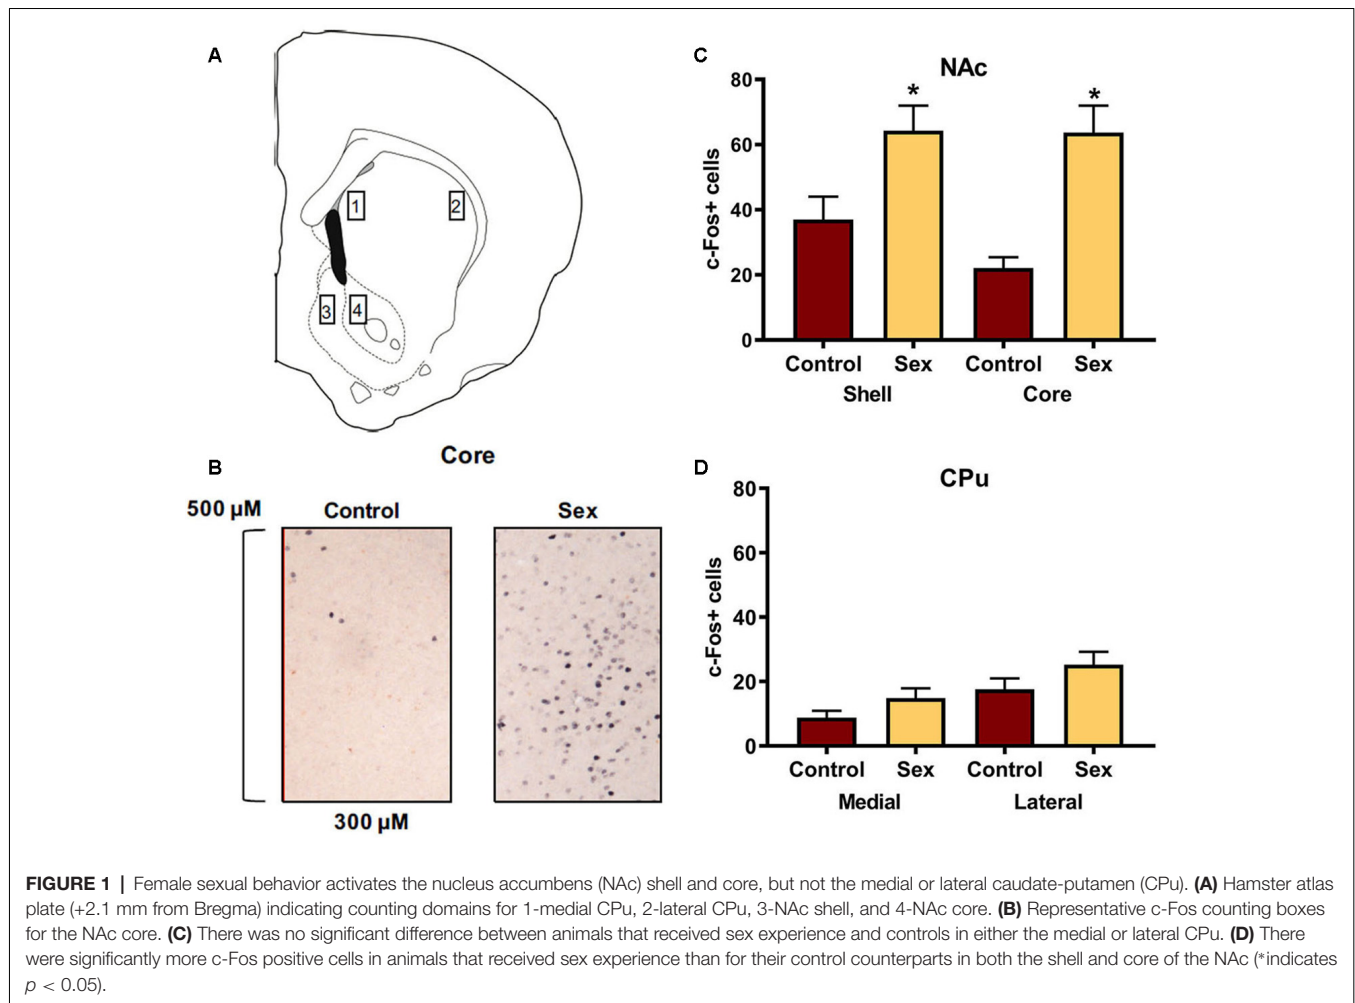 A
1
2
3
4
B
Core
500 µM
Control
Sex
300 µM
C
NAc
c-Fos+ cells
80
60
40
20
0
*
*
Control
Sex
Control
Sex
Shell
Core
D
CPu
c-Fos+ cells
80
60
40
20
0
Control
Sex
Control
Sex
Medial
Lateral
FIGURE 1 | Female sexual behavior activates the nucleus accumbens (NAc) shell and core, but not the medial or lateral caudate-putamen (CPu). (A) Hamster atlas
plate (+2.1 mm from Bregma) indicating counting domains for 1-medial CPu, 2-lateral CPu, 3-NAc shell, and 4-NAc core. (B) Representative c-Fos counting boxes
for the NAc core. (C) There was no significant difference between animals that received sex experience and controls in either the medial or lateral CPu. (D) There
were significantly more c-Fos positive cells in animals that received sex experience than for their control counterparts in both the shell and core of the NAc (*indicates
p < 0.05).